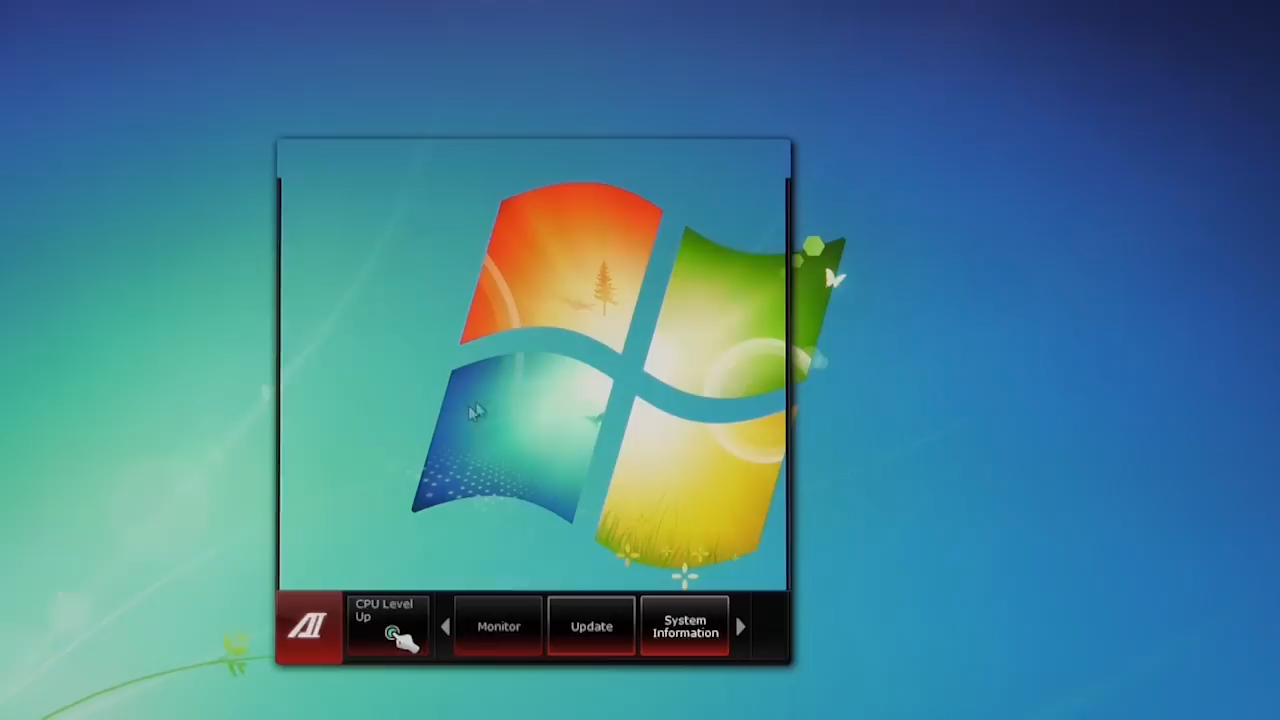 CPU Level
Up
Monitor
Update
System
Information